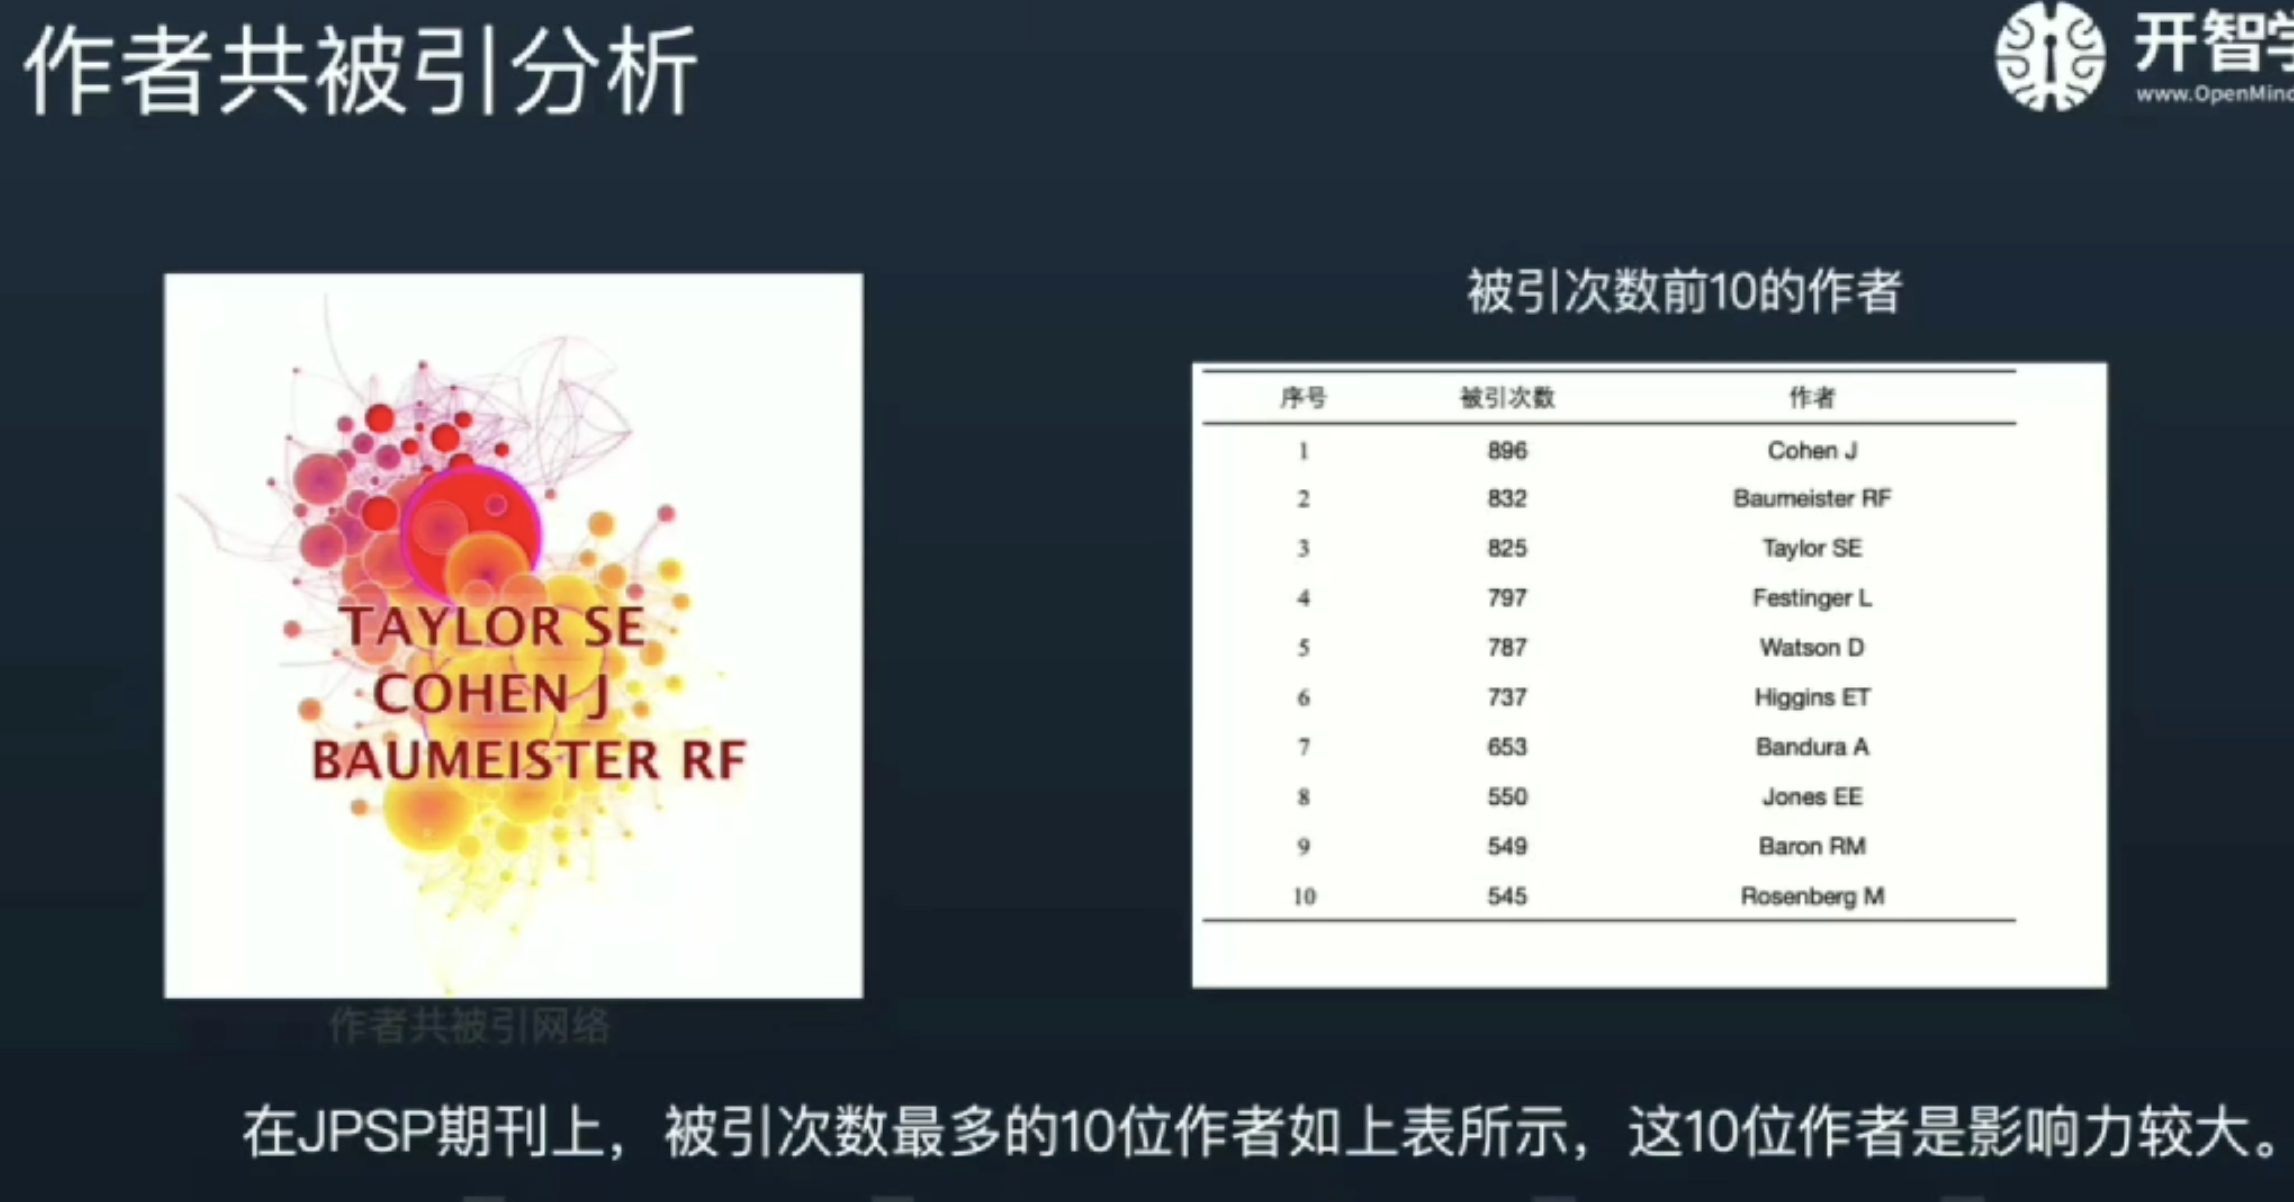 作者共被引分析
开智
www.OpenMin
TAYLOR SE
COHEN J
BAUMEISTER RF
作者共被引网络
被引次数前10的作者
序号 被引次数 作者
1 896 Cohen J
2 832 Baumeister RF
3 825 Taylor SE
4 797 Festinger L
5 787 Watson D
6 737 Higgins ET
7 653 Bandura A
8 550 Jones EE
9 549 Baron RM
10 545 Rosenberg M
在JPSP期刊上，被引次数最多的10位作者如上表所示，这10位作者是影响力较大。